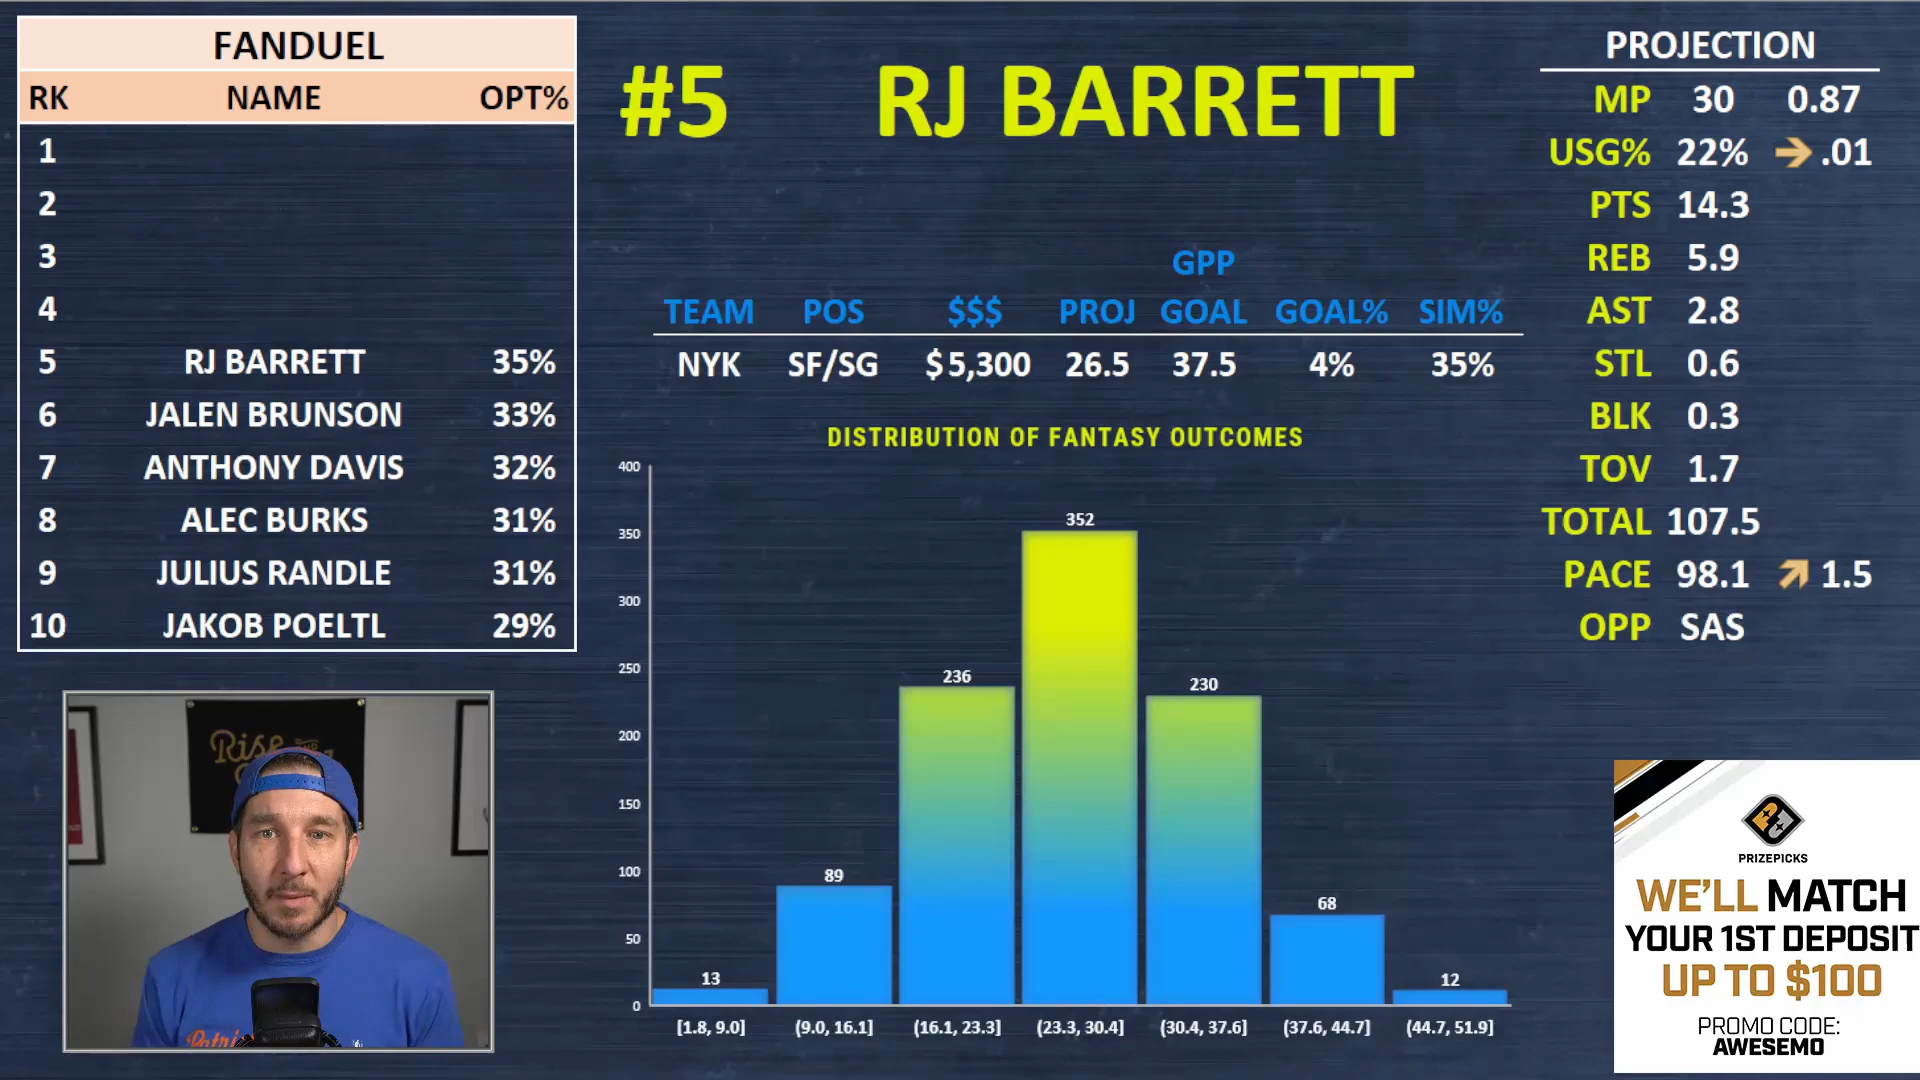 FANDUEL
RK NAME OPT%
1
2
3
4
5 RJ BARRETT 35%
6 JALEN BRUNSON 33%
7 ANTHONY DAVIS 32%
8 ALEC BURKS 31%
9 JULIUS RANDLE 31%
10 JAKOB POELTL 29%
#5 RJ BARRETT
GPP
TEAM POS $$$ PROJ GOAL GOAL% SIM%
NYK SF/SG $5,300 26.5 37.5 4% 35%
DISTRIBUTION OF FANTASY OUTCOMES
400
350
300
250
200
150
100
50
0
13
89
236
352
230
68
12
[1.8, 9.0] (9.0, 16.1] (16.1, 23.3] (23.3, 30.4] (30.4, 37.6] (37.6, 44.7] (44.7, 51.9]
PROJECTION
MP 30 0.87
USG% 22% .01
PTS 14.3
REB 5.9
AST 2.8
STL 0.6
BLK 0.3
TOV 1.7
TOTAL 107.5
PACE 98.1 1.5
OPP SAS
Rise
PRIZEPICKS
WE'LL MATCH
YOUR 1ST DEPOSIT
UP TO $100
PROMO CODE:
AWESEMO